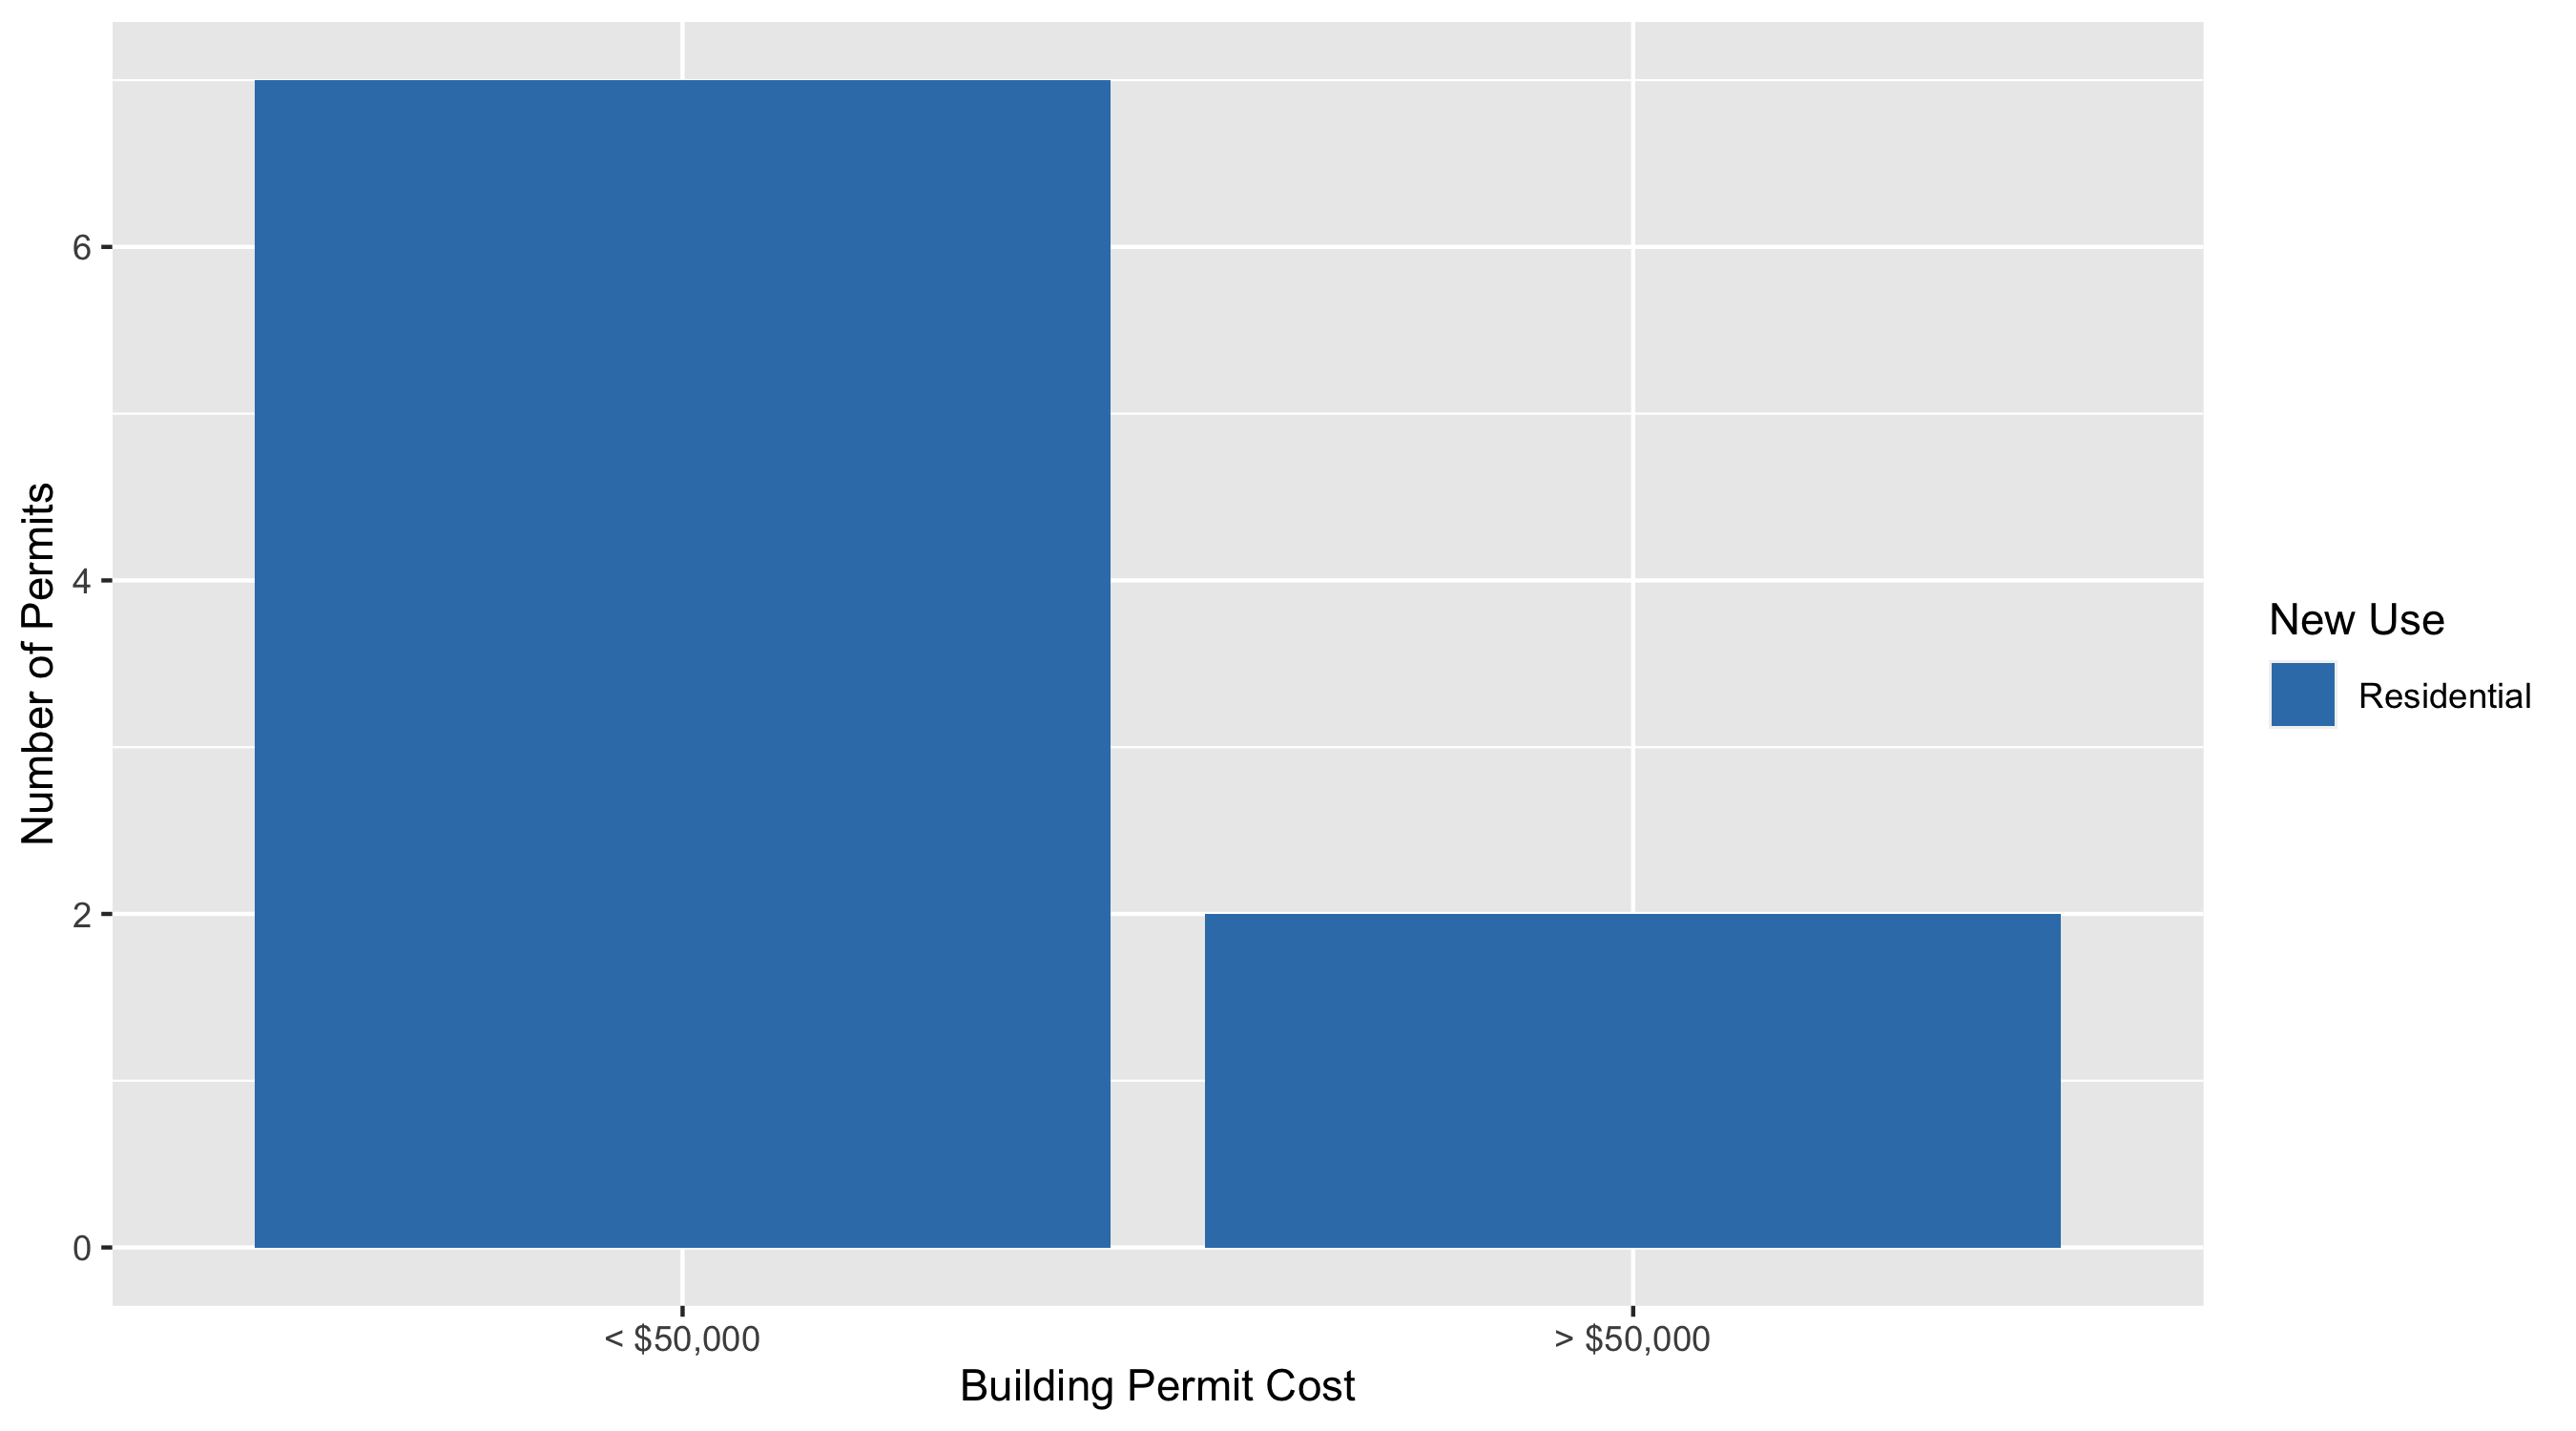 6
4
2
0
Number of Permits
< $50,000
> $50,000
Building Permit Cost
New Use
Residential